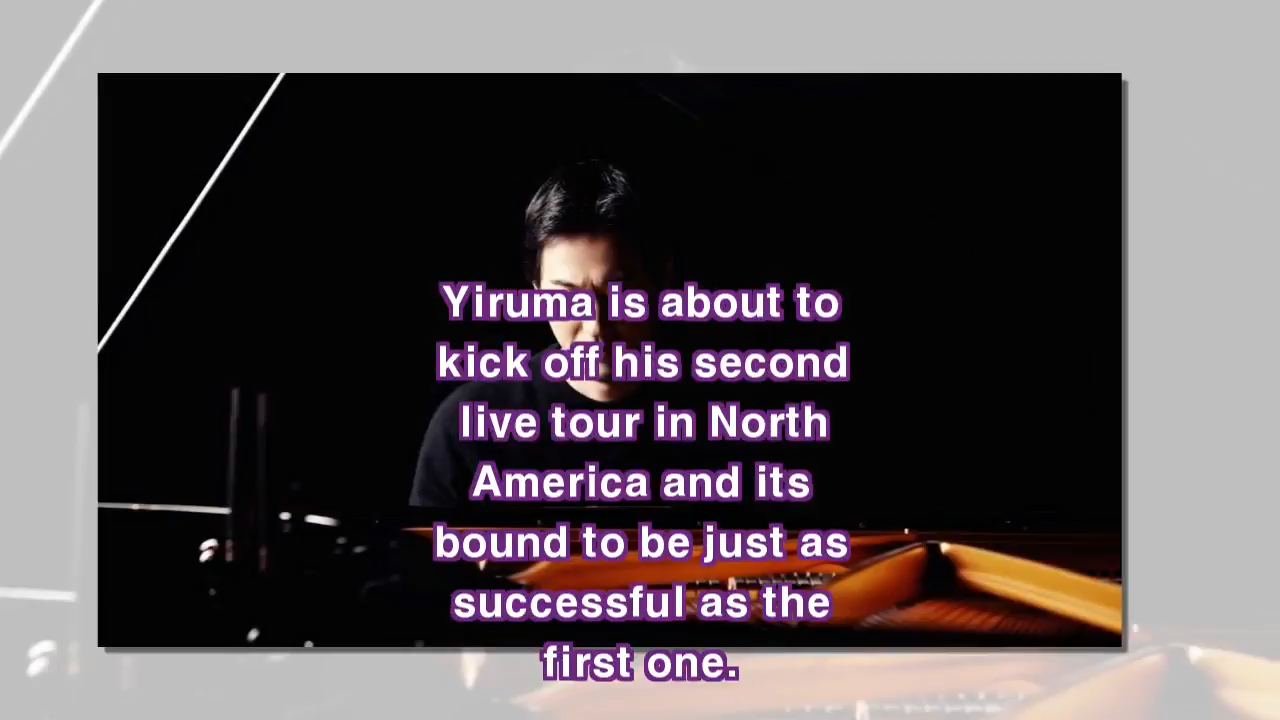 Yiruma is about to
kick off his second
live tour in North
America and its
bound to be just as
successful as the
first one.